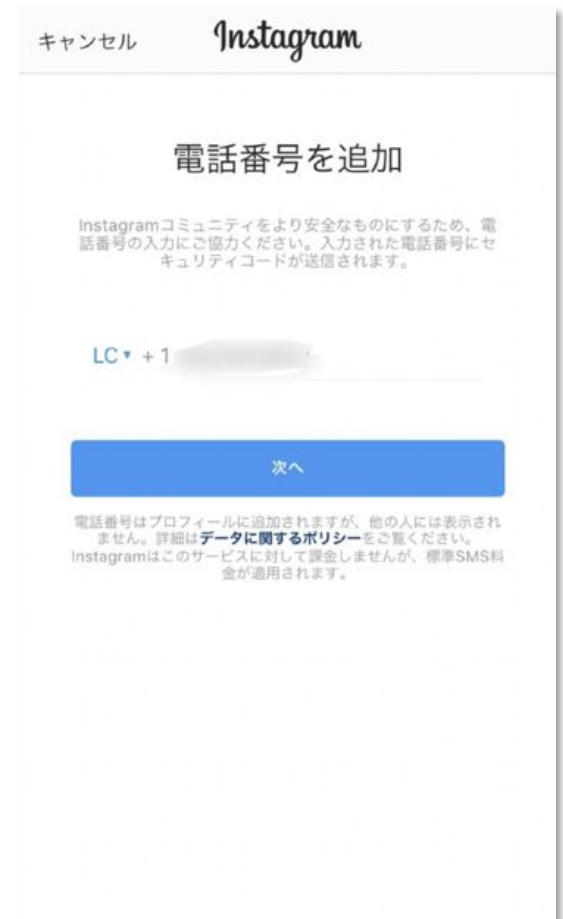 キャンセル Instagram
電話番号を追加
Instagramコミュニティをより安全なものにするため、電
話番号の入力にご協力ください。入力された電話番号にセ
キュリティコードが送信されます。
LC ▾ + 1
次へ
電話番号はプロフィールに追加されますが、他の人には表示され
ません。詳細はデータに関するポリシーをご覧ください。
Instagramはこのサービスに対して課金しませんが、標準SMS料
金が適用されます。